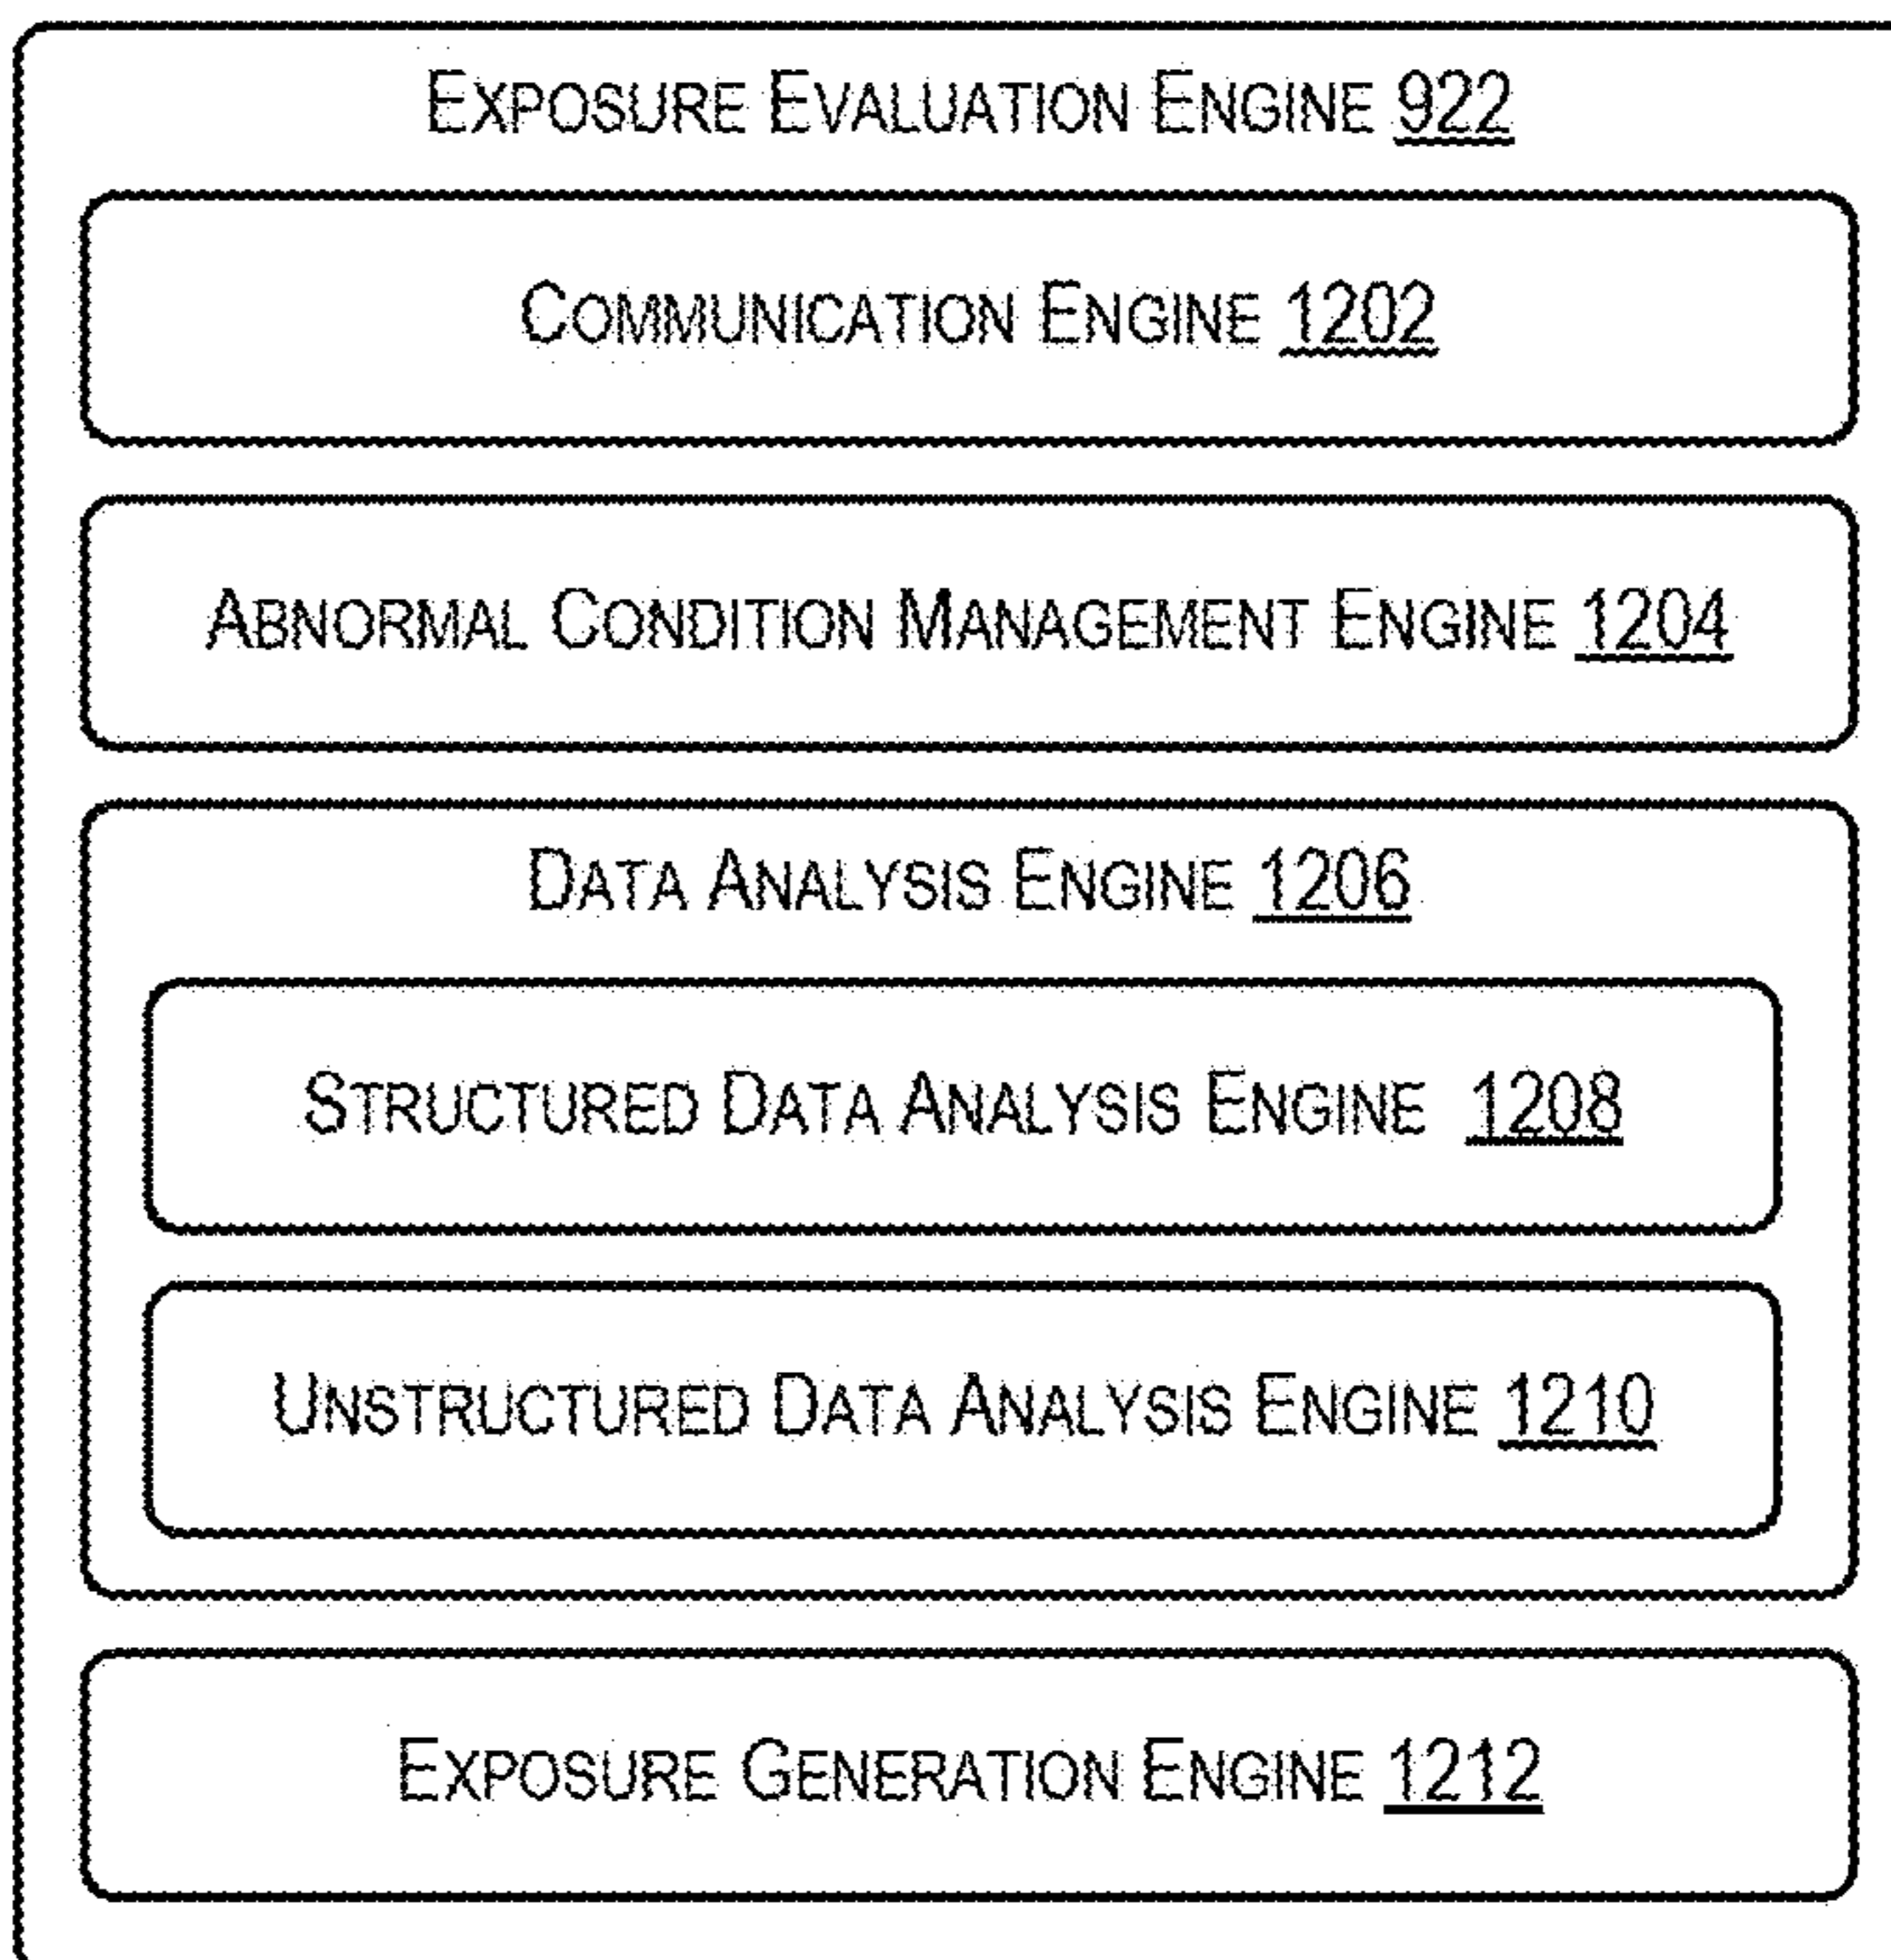 EXPOSURE EVALUATION ENGINE 922
COMMUNICATION ENGINE 1202
ABNORMAL CONDITION MANAGEMENT ENGINE 1204
DATA ANALYSIS ENGINE 1206
STRUCTURED DATA ANALYSIS ENGINE 1208
UNSTRUCTURED DATA ANALYSIS ENGINE 1210
EXPOSURE GENERATION ENGINE 1212